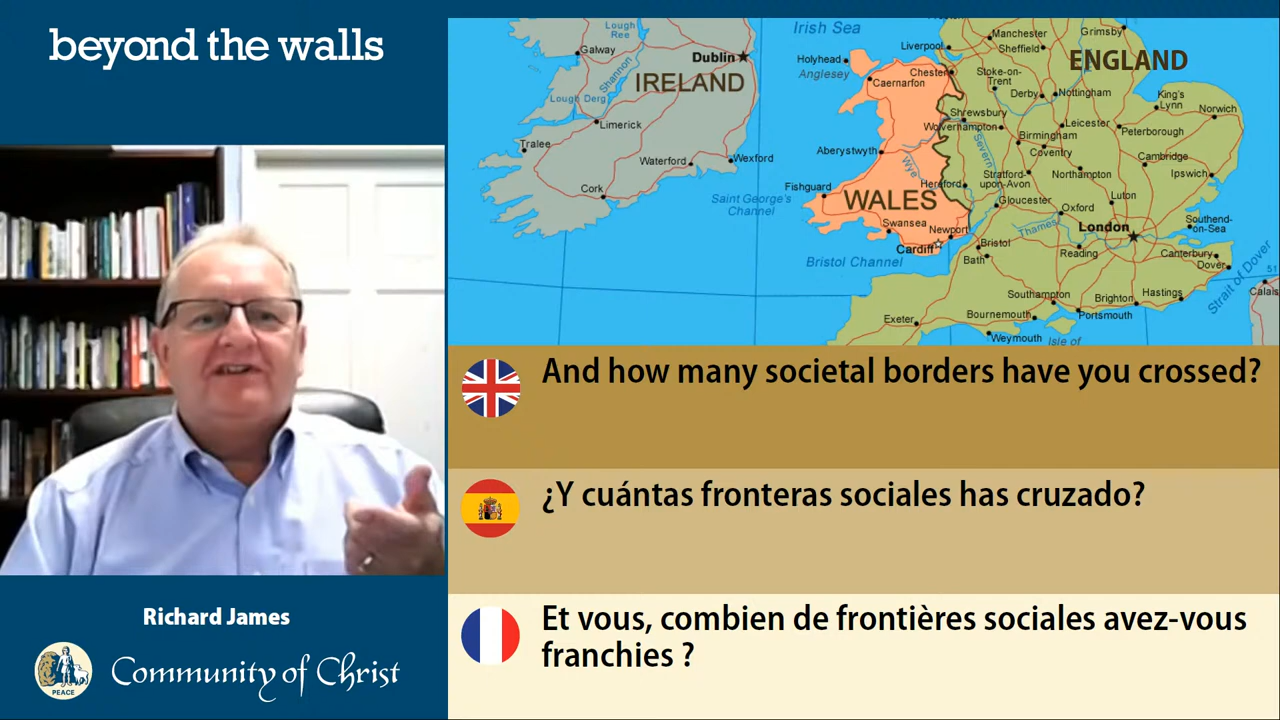 beyond the walls
Richard James
PEACE
Community of Christ
Irish Sea
Lough
Ree
Galway
Dublin
Shannon
IRELAND
Lough Derg
Limerick
Tralee
Waterford
Wexford
Cork
Saint George's
Channel
Holyhead
Anglesey
Liverpool
Manchester
Sheffield
Grimsby
ENGLAND
Chester
Caernarfon
Stoke-on-
Trent
Derby
Nottingham
King's
Lynn
Norwich
Shrewsbury
Wolverhampton
Leicester
Peterborough
Birmingham
Coventry
Aberystwyth
Severn
Wye
Cambridge
Northampton
Ipswich
Stratford-
upon-Avon
Hereford
Fishguard
WALES
Gloucester
Luton
Oxford
Swansea
Newport
Thames
London
Southend-
on-Sea
Cardiff
Bristol
Bath
Reading
Canterbury
Dover
Bristol Channel
Strait of Dover
51
Calais
Southampton
Brighton
Hastings
Exeter
Bournemouth
Portsmouth
Weymouth
Isle of
And how many societal borders have you crossed?
¿Y cuántas fronteras sociales has cruzado?
Et vous, combien de frontières sociales avez-vous
franchies ?